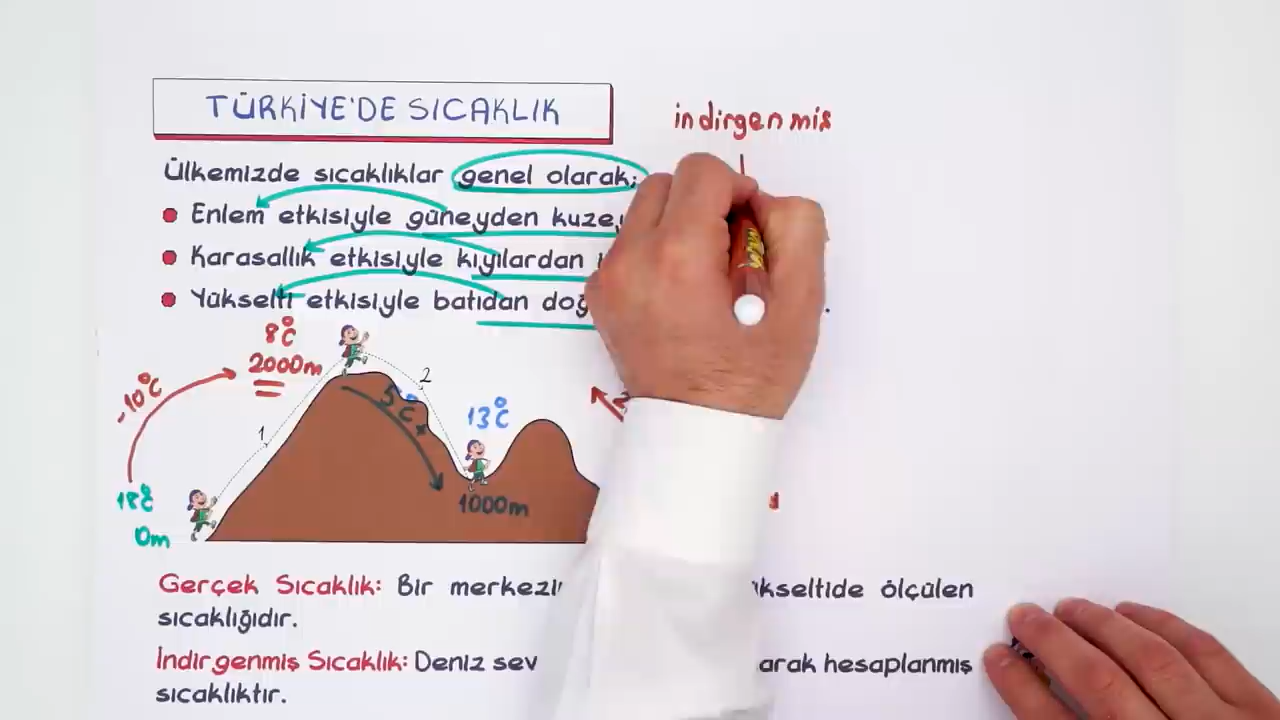 TÜRKİYE'DE SICAKLIK
indirgenmiş
Ülkemizde sıcaklıklar genel olarak;
Enlem etkisiyle güneyden kuzey
Karasallık etkisiyle kıyılardan
Yükselti etkisiyle batıdan doğ
8°C
2000m
-10°C
2
5°C+
13°C
1
18°C
0m
1000m
Gerçek Sıcaklık: Bir merkezi kseltide ölçülen
sıcaklığıdır.
İndirgenmiş Sıcaklık: Deniz sev arak hesaplanmış
sıcaklıktır.